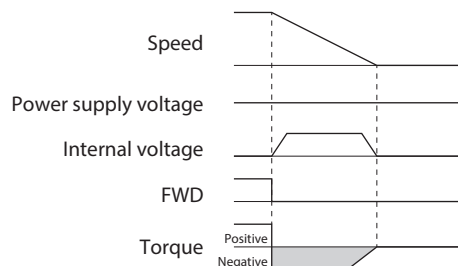 Speed
Power supply voltage
Internal voltage
FWD
Torque
Positive
Negative